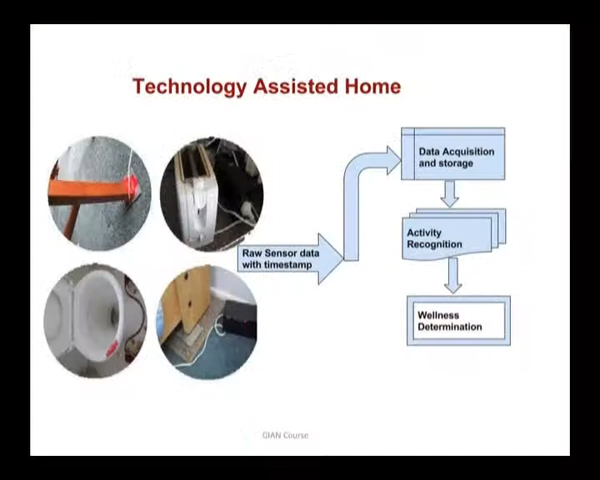 Technology Assisted Home
Raw Sensor data
with timestamp
Data Acquisition
and storage
Activity
Recognition
Wellness
Determination
GIAN Course